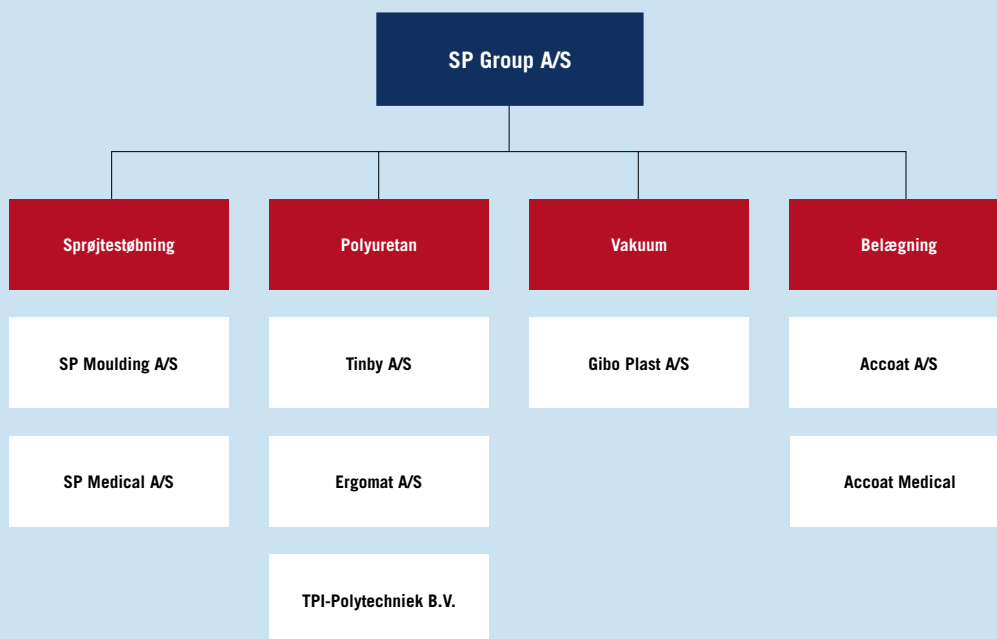 SP Group A/S
Sprøjtestøbning
Polyuretan
Vakuum
Belægning
SP Moulding A/S
Tinby A/S
Gibo Plast A/S
Accoat A/S
SP Medical A/S
Ergomat A/S
Accoat Medical
TPI-Polytechniek B.V.